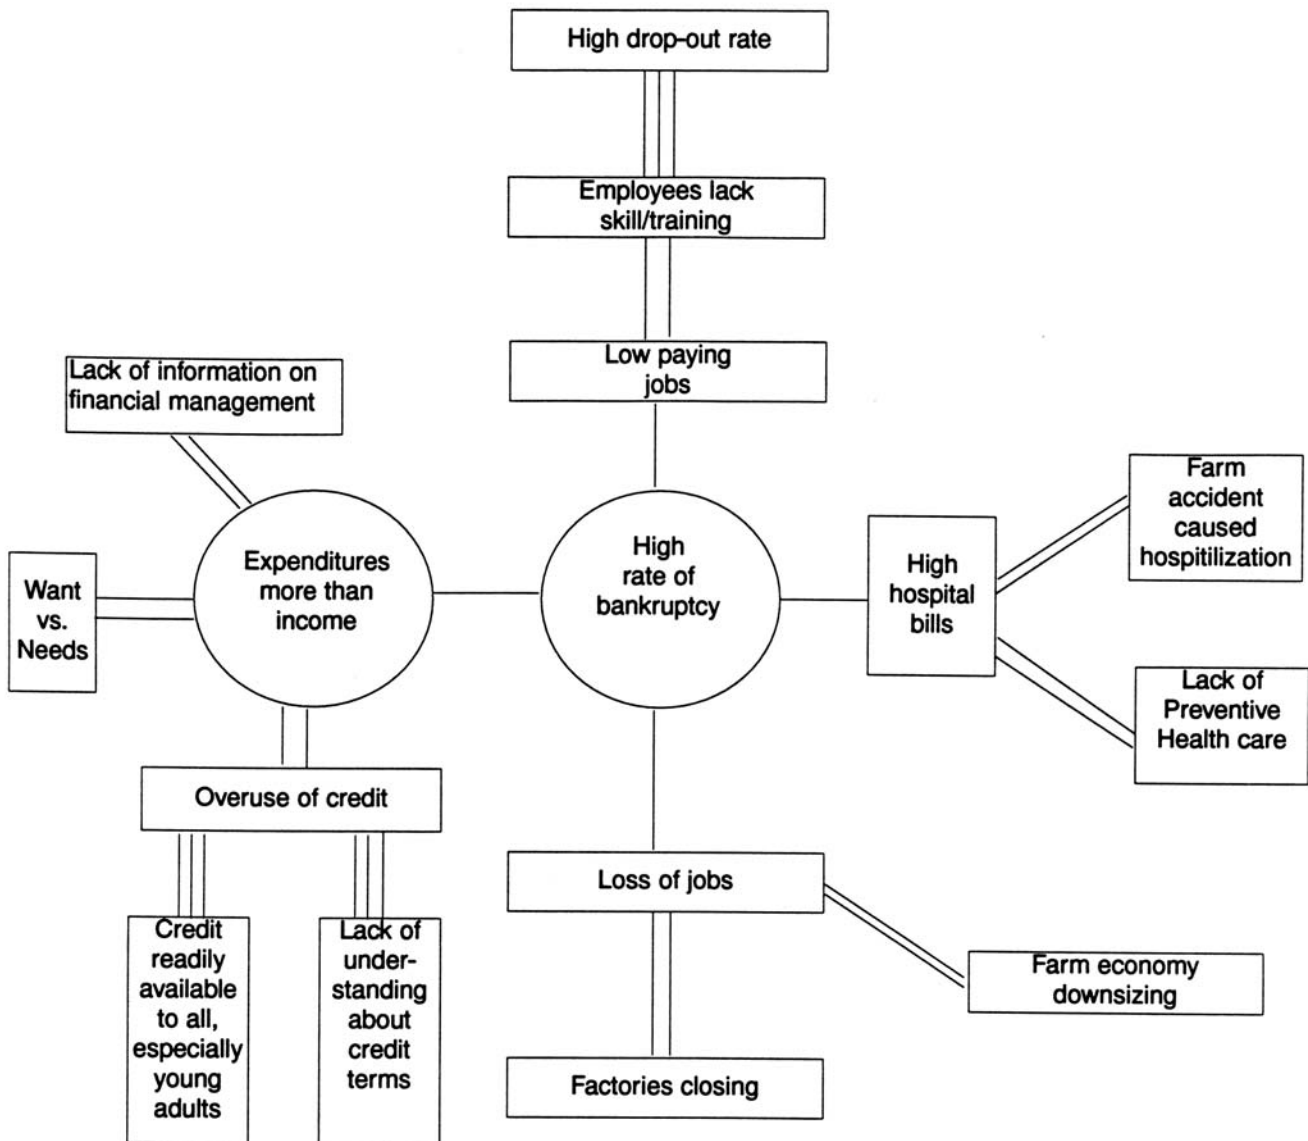 High drop-out rate
Employees lack
skill/training
Low paying
jobs
Lack of information on
financial management
Want
vs.
Needs
Expenditures
more than
income
High
rate of
bankruptcy
High
hospital
bills
Farm
accident
caused
hospitilization
Lack of
Preventive
Health care
Overuse of credit
Credit
readily
available
to all,
especially
young
adults
Lack of
under-
standing
about
credit
terms
Loss of jobs
Farm economy
downsizing
Factories closing